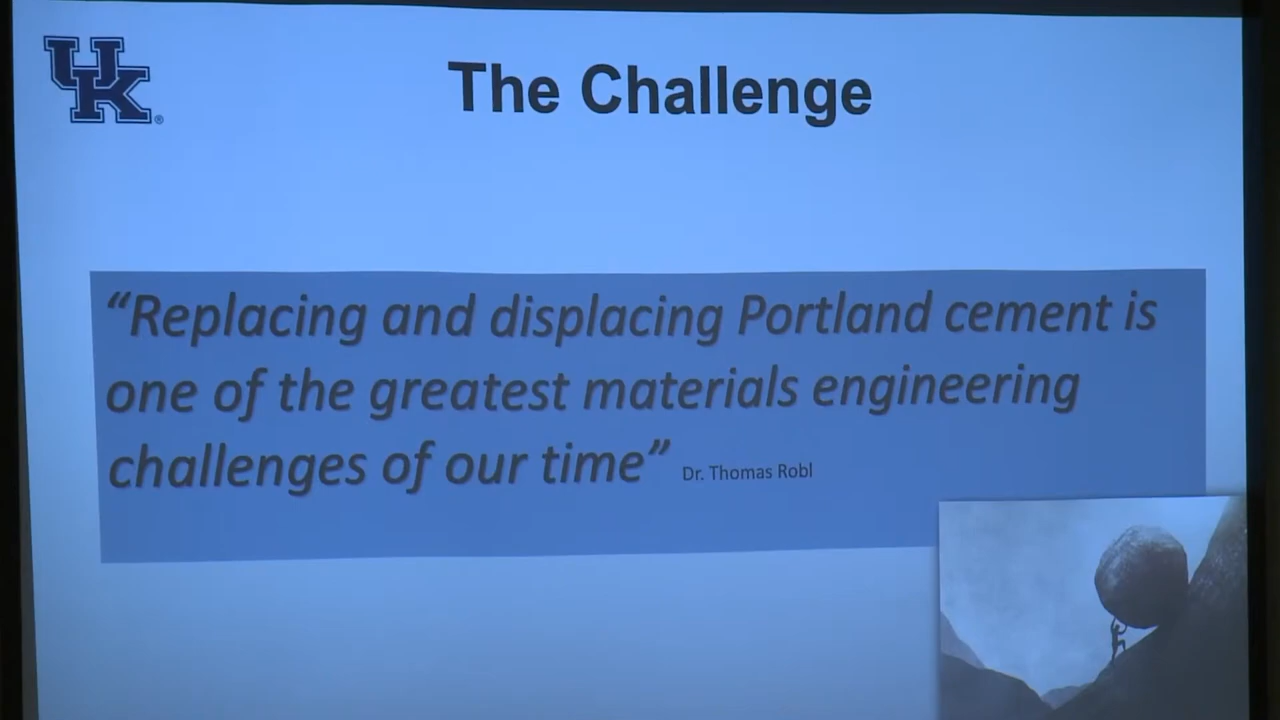 UK®
The Challenge
“Replacing and displacing Portland cement is
one of the greatest materials engineering
challenges of our time” Dr. Thomas Robl